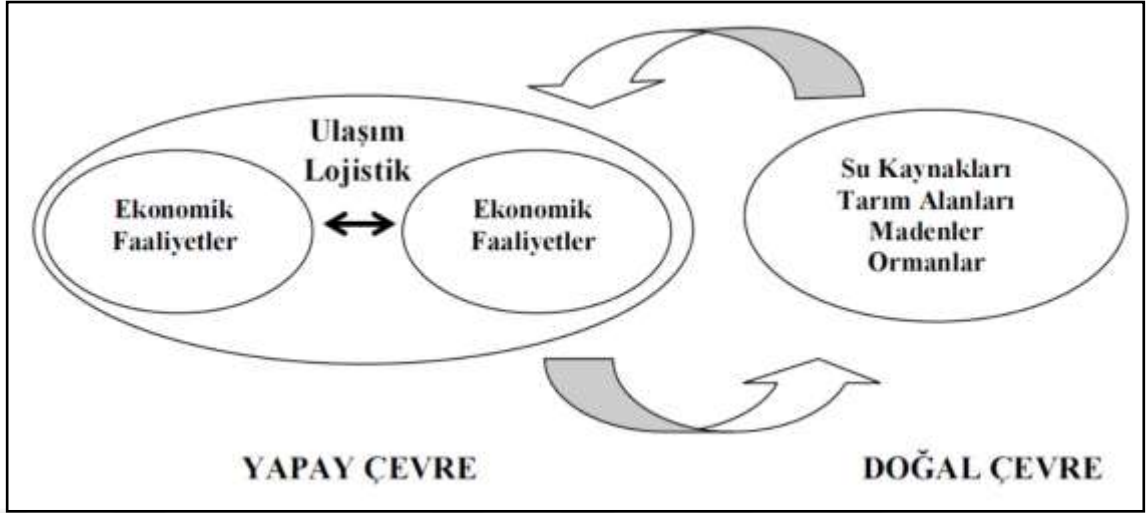 Ulaşım
Lojistik
Ekonomik
Faaliyetler
Ekonomik
Faaliyetler
Su Kaynakları
Tarım Alanları
Madenler
Ormanlar
YAPAY ÇEVRE
DOĞAL ÇEVRE